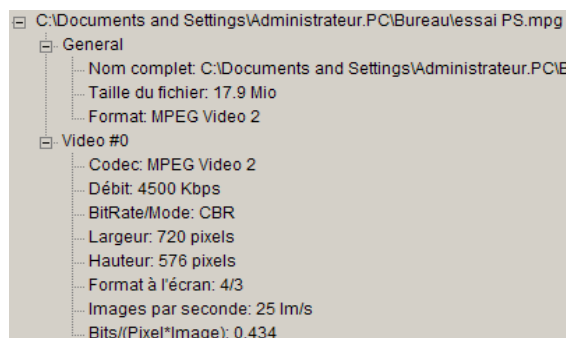 C:\Documents and Settings\Administrateur.PC\Bureau\essai PS.mpg
General
Nom complet: C:\Documents and Settings\Administrateur.PC\B
Taille du fichier: 17.9 Mio
Format: MPEG Video 2
Video #0
Codec: MPEG Video 2
Débit: 4500 Kbps
BitRate/Mode: CBR
Largeur: 720 pixels
Hauteur: 576 pixels
Format à l'écran: 4/3
Images par seconde: 25 Im/s
Bits/(Pixel*Image): 0.434